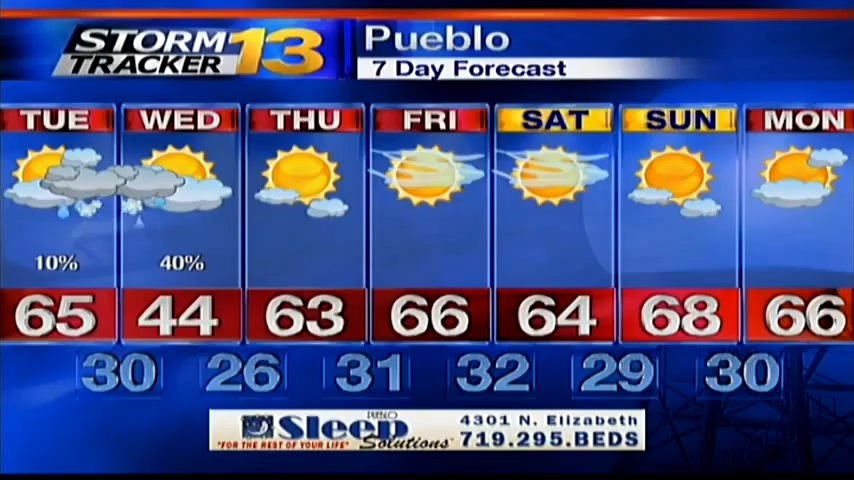 STORM TRACKER 13
Pueblo
7 Day Forecast
TUE WED THU FRI SAT SUN MON
10% 40%
65 44 63 66 64 68 66
30 26 31 32 29 30
PUEBLO
Sleep
Solutions
"FOR THE REST OF YOUR LIFE"
4301 N. Elizabeth
719.295.BEDS